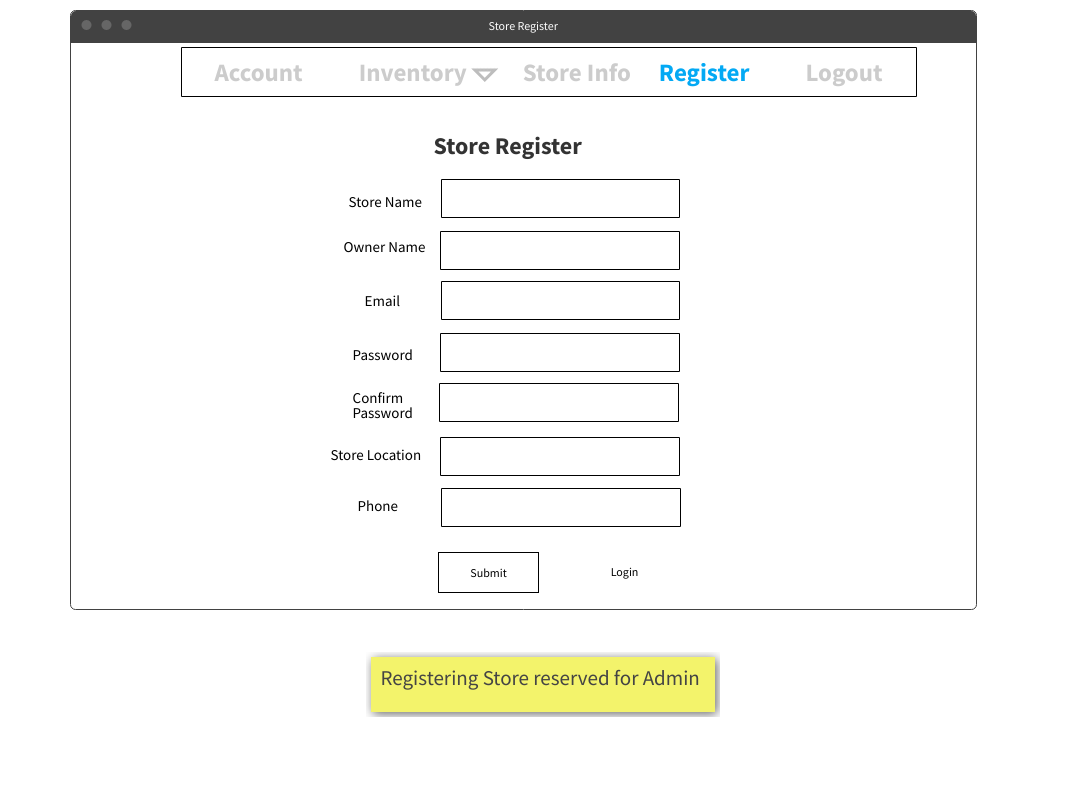 Store Register
Account Inventory Store Info Register Logout
Store Register
Store Name
Owner Name
Email
Password
Confirm
Password
Store Location
Phone
Submit Login
Registering Store reserved for Admin